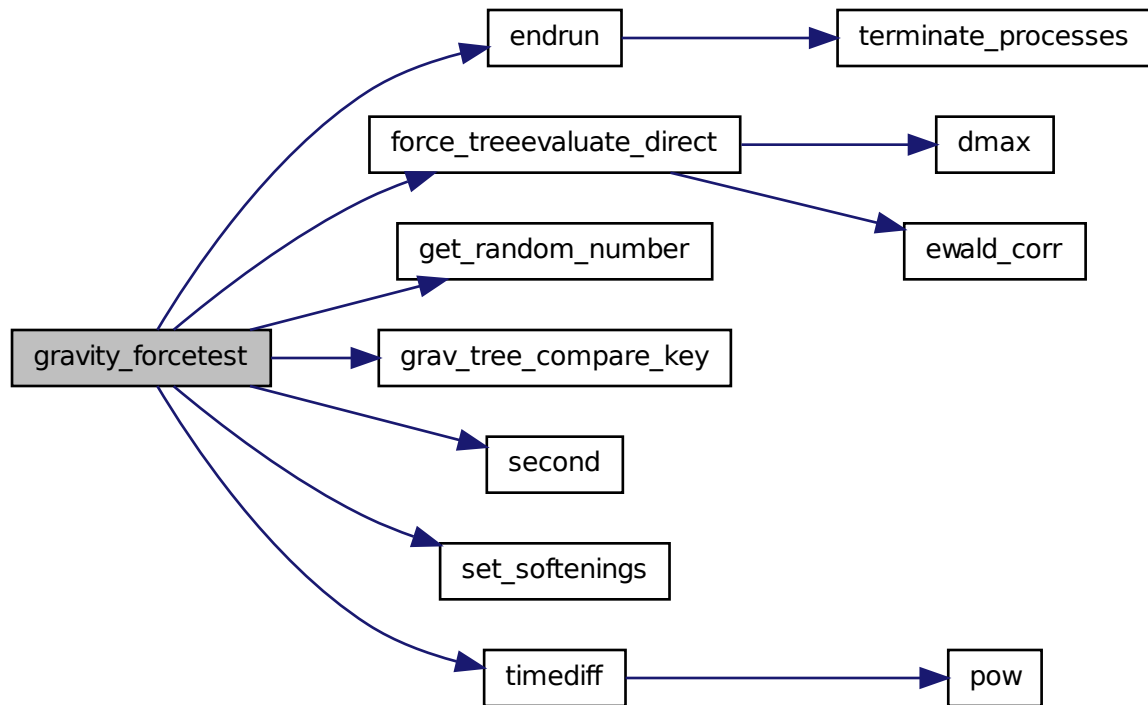 endrun
terminate_processes
force_treeevaluate_direct
dmax
get_random_number
ewald_corr
gravity_forcetest
grav_tree_compare_key
second
set_softenings
timediff
pow